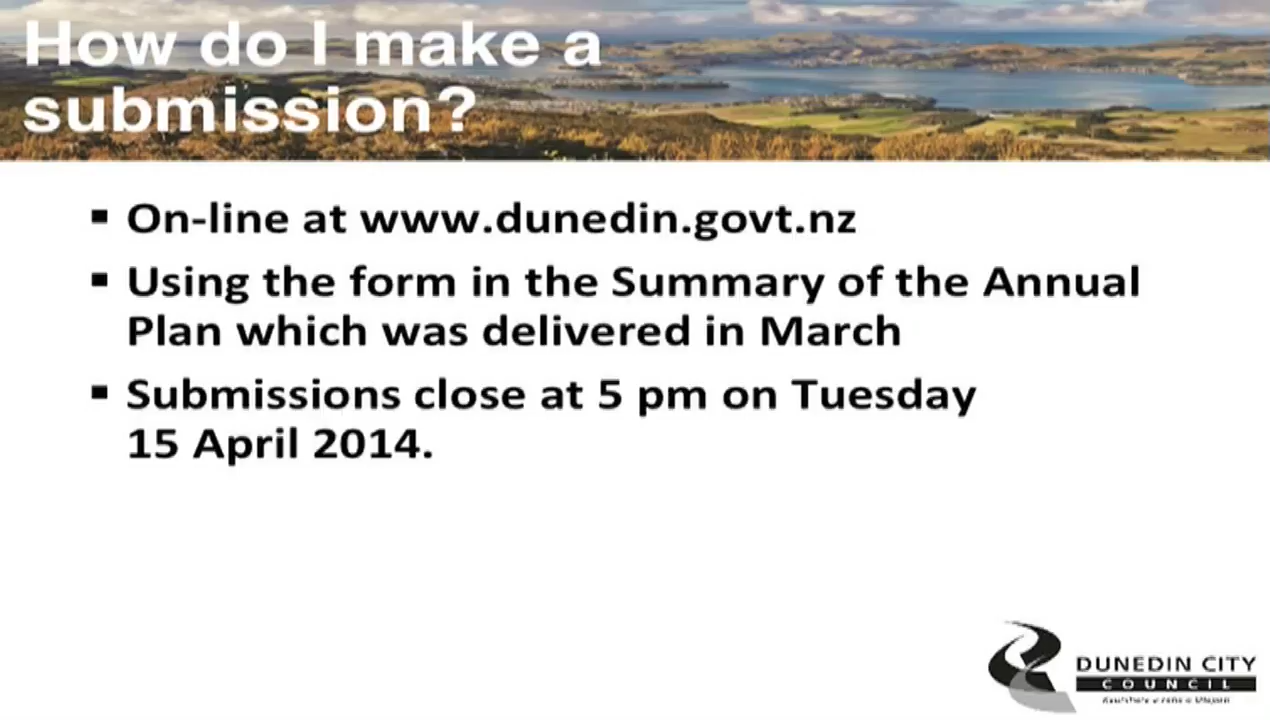 How do I make a
submission?
▪ On-line at www.dunedin.govt.nz
▪ Using the form in the Summary of the Annual
Plan which was delivered in March
▪ Submissions close at 5 pm on Tuesday
15 April 2014.
DUNEDIN CITY
COUNCIL